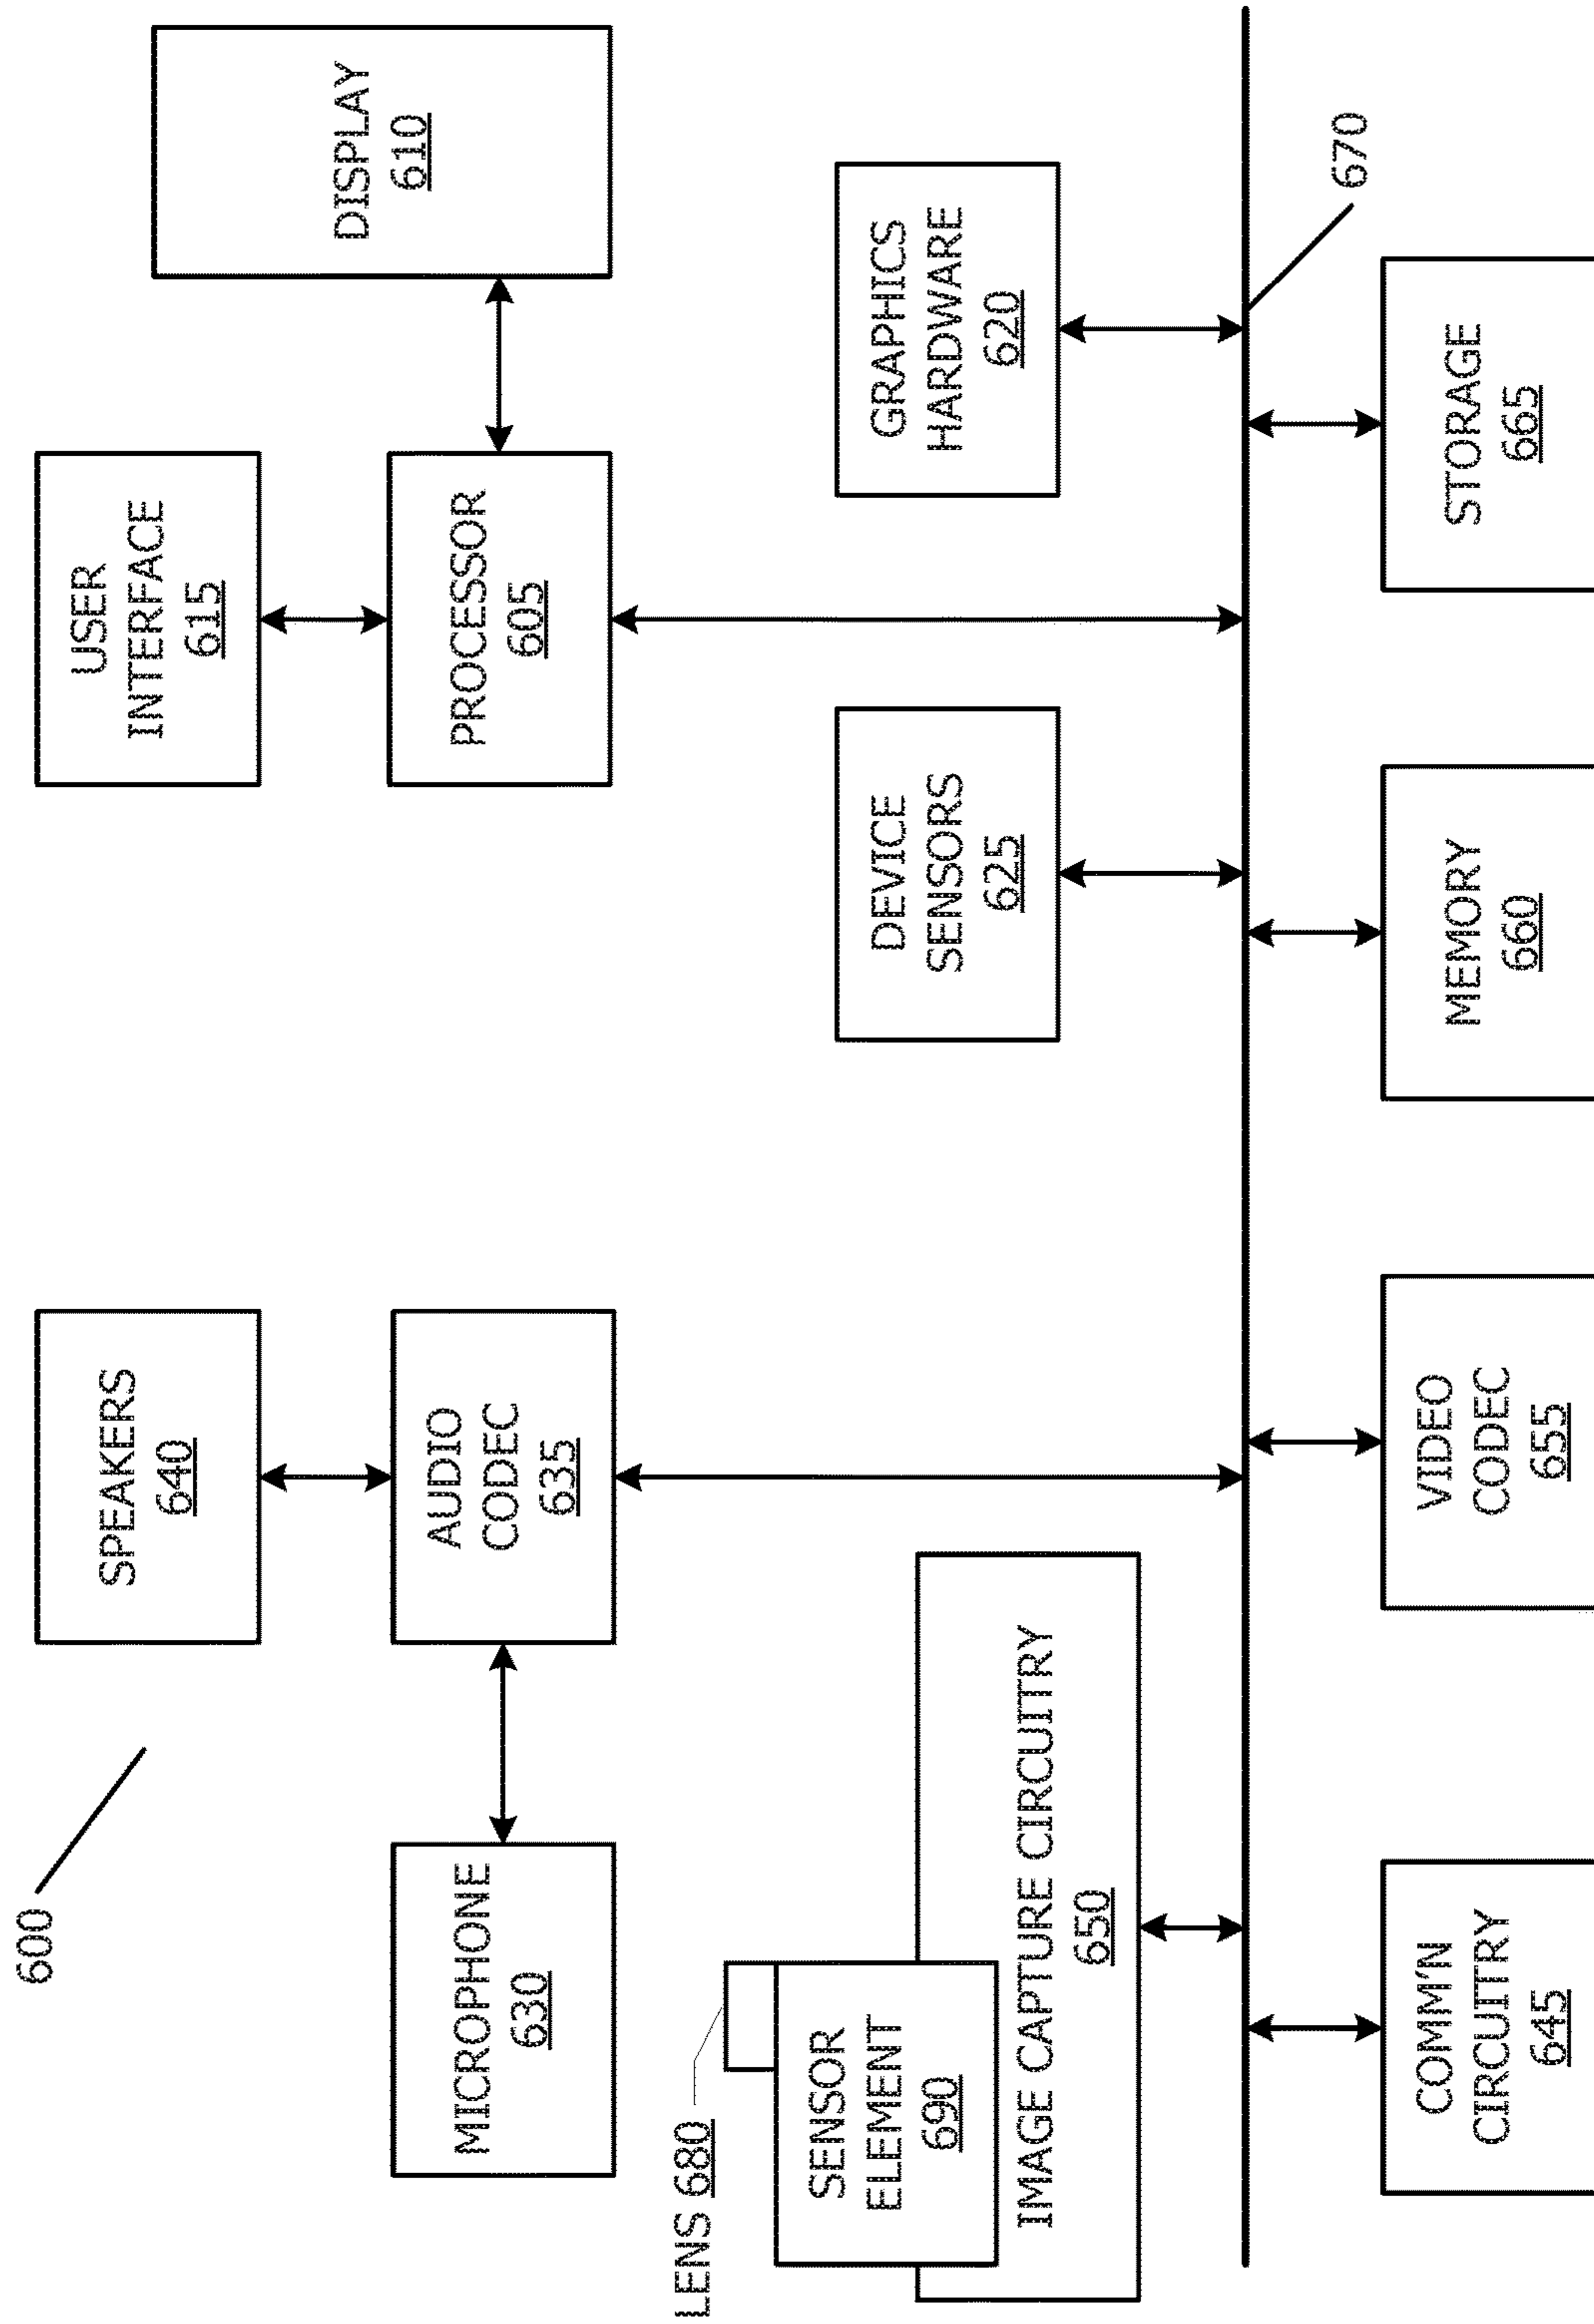 600
SPEAKERS
640
USER
INTERFACE
615
MICROPHONE
630
AUDIO
CODEC
635
PROCESSOR
605
DISPLAY
610
LENS 680
SENSOR
ELEMENT
690
IMAGE CAPTURE CIRCUITRY
650
DEVICE
SENSORS
625
GRAPHICS
HARDWARE
620
670
COMM'N
CIRCUITRY
645
VIDEO
CODEC
655
MEMORY
660
STORAGE
665